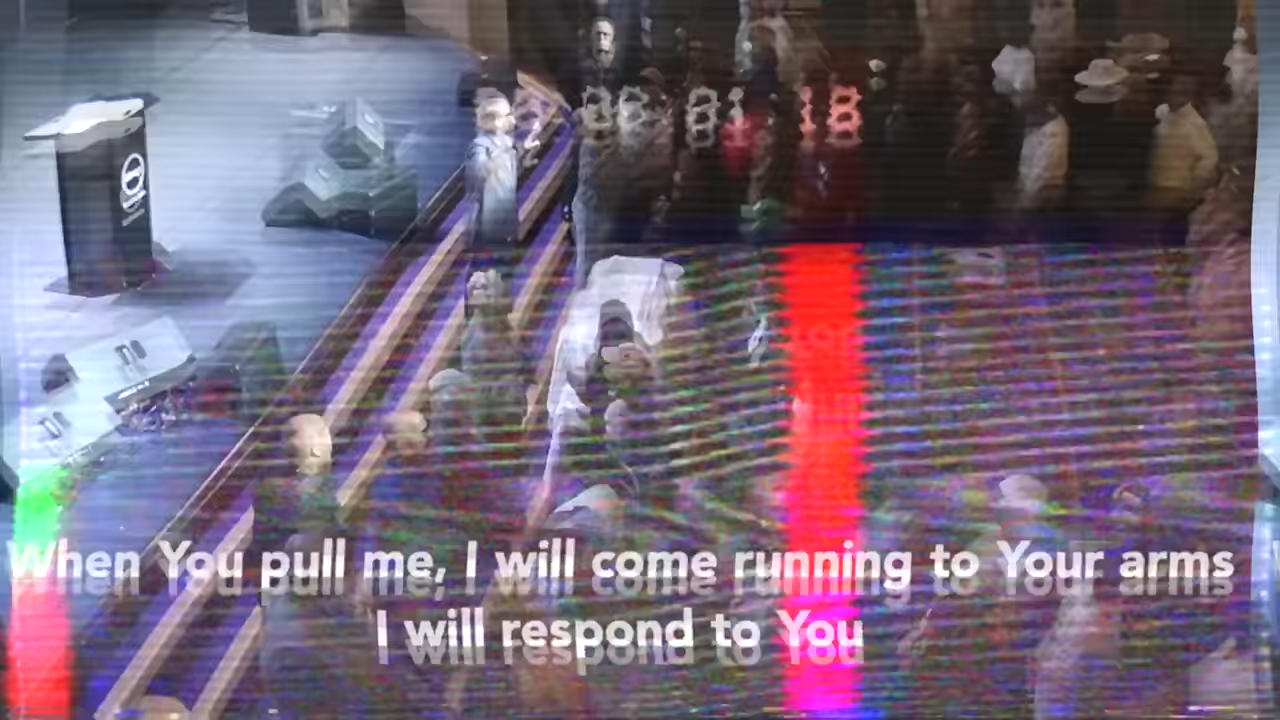 When You pull me, I will come running to Your arms
I will respond to You